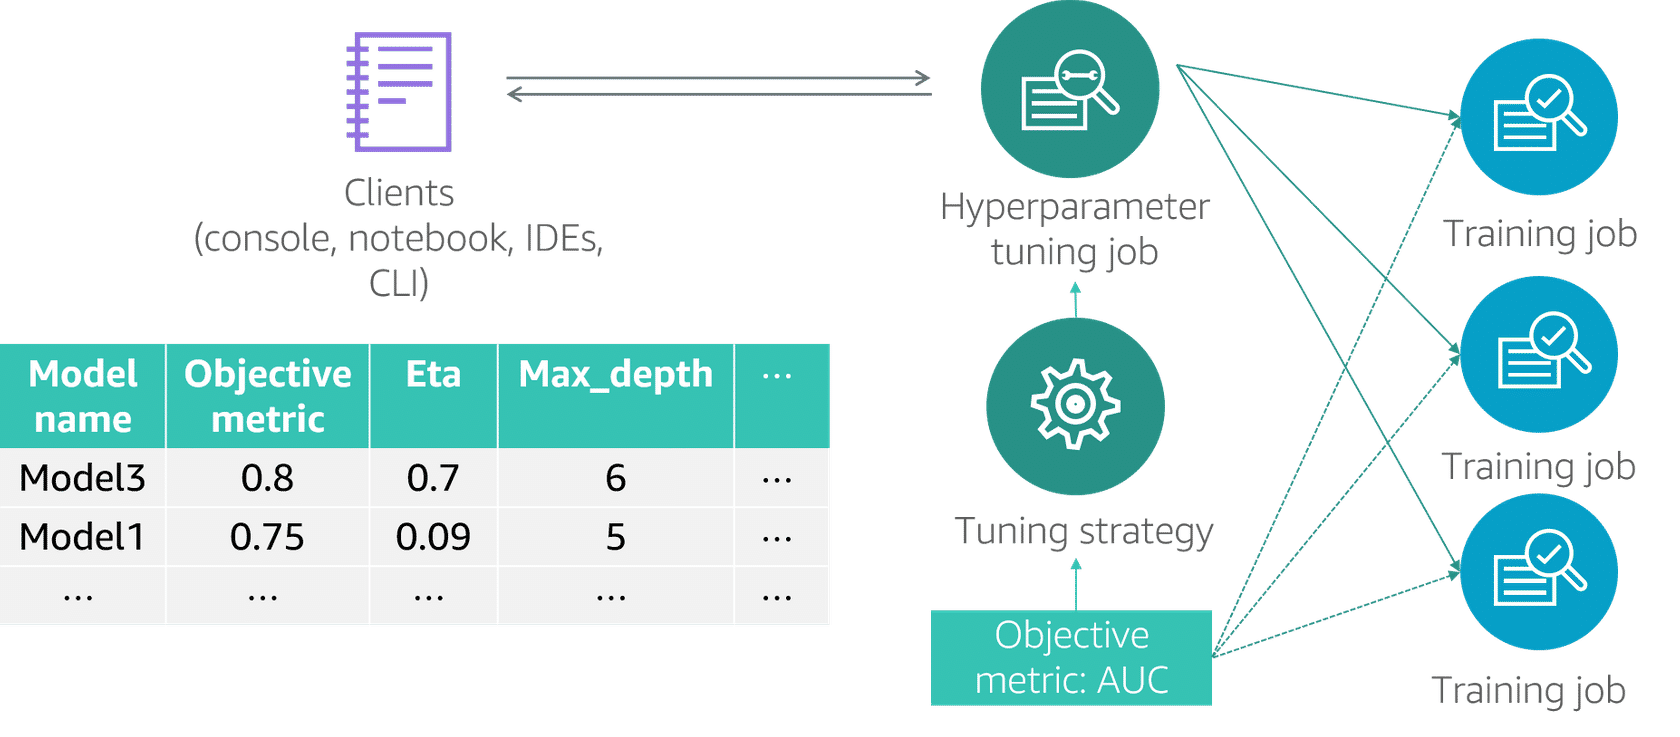 Clients
(console, notebook, IDEs,
CLI)
Hyperparameter
tuning job
Training job
Training job
Training job
Tuning strategy
Objective
metric: AUC
Model name | Objective metric | Eta | Max_depth | ...
Model3 | 0.8 | 0.7 | 6 | ...
Model1 | 0.75 | 0.09 | 5 | ...
... | ... | ... | ... | ...